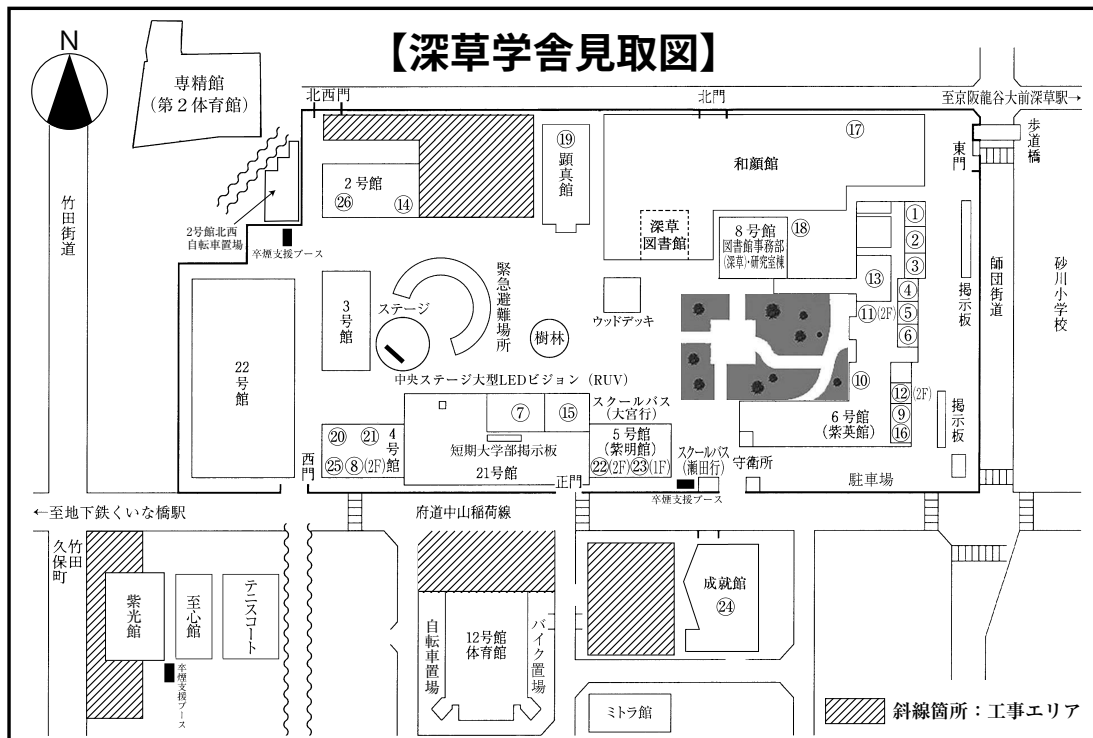 【深草学舎見取図】
N
専精館
(第2体育館)
北西門
北門
至京阪龍谷大前深草駅→
歩道橋
東門
⑲
顕真館
⑰
和顔館
2号館
㉖
⑭
2号館北西
自転車置場
卒煙支援ブース
竹田街道
深草
図書館
8号館
図書館事務部
(深草)・研究室棟
⑱
①
②
③
⑬
④
⑤
⑥
⑪(2F)
掲示板
師団街道
砂川小学校
3号館
ステージ
緊急避難場所
樹林
ウッドデッキ
中央ステージ大型LEDビジョン(RUV)
22号館
⑩
⑫(2F)
⑨
⑯
6号館
(紫英館)
掲示板
⑦
⑮
スクールバス
(大宮行)
短期大学部掲示板
21号館
⑳
㉑
㉕
⑧(2F)
4号館
5号館
(紫明館)
㉒(2F)㉓(1F)
スクールバス
(瀬田行)
守衛所
駐車場
西門
正門
卒煙支援ブース
←至地下鉄くいな橋駅
府道中山稲荷線
竹田
久保町
紫光館
至心館
テニスコート
卒煙支援ブース
自転車置場
12号館
体育館
バイク置場
成就館
㉔
ミトラ館
斜線箇所：工事エリア